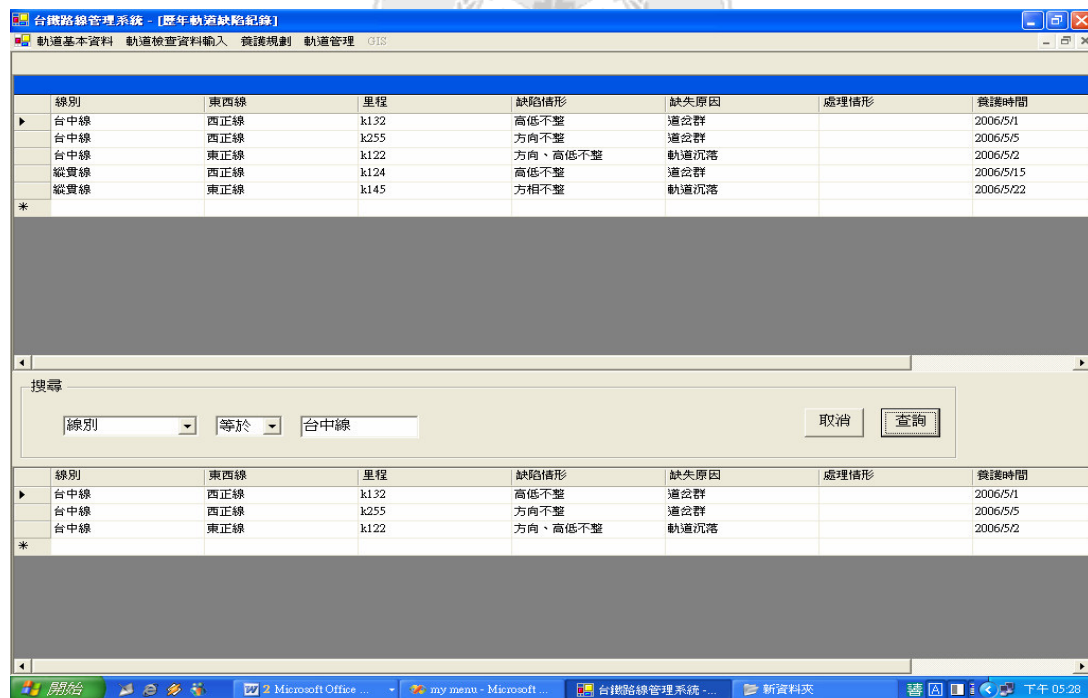 台鐵路線管理系統 - [歷年軌道缺陷紀錄]
軌道基本資料 軌道檢查資料輸入 養護規劃 軌道管理 GIS
線別 東西線 里程 缺陷情形 缺失原因 處理情形 養護時間
台中線 西正線 k132 高低不整 道岔群 2006/5/1
台中線 西正線 k255 方向不整 道岔群 2006/5/5
台中線 東正線 k122 方向、高低不整 軌道沉落 2006/5/2
縱貫線 西正線 k124 高低不整 道岔群 2006/5/15
縱貫線 東正線 k145 方相不整 軌道沉落 2006/5/22
搜尋
線別 等於 台中線 取消 查詢
線別 東西線 里程 缺陷情形 缺失原因 處理情形 養護時間
台中線 西正線 k132 高低不整 道岔群 2006/5/1
台中線 西正線 k255 方向不整 道岔群 2006/5/5
台中線 東正線 k122 方向、高低不整 軌道沉落 2006/5/2
開始 2 Microsoft Office ... my menu - Microsoft ... 台鐵路線管理系統 -... 新資料夾 下午 05:28